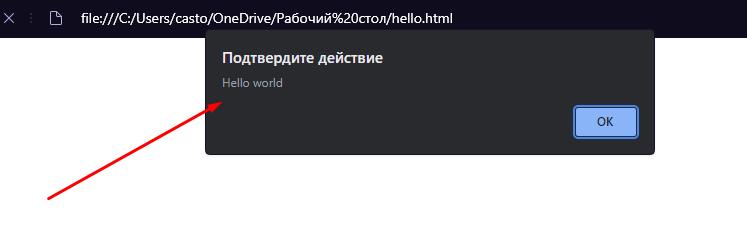 file:///C:/Users/casto/OneDrive/Рабочий%20стол/hello.html
Подтвердите действие
Hello world
OK